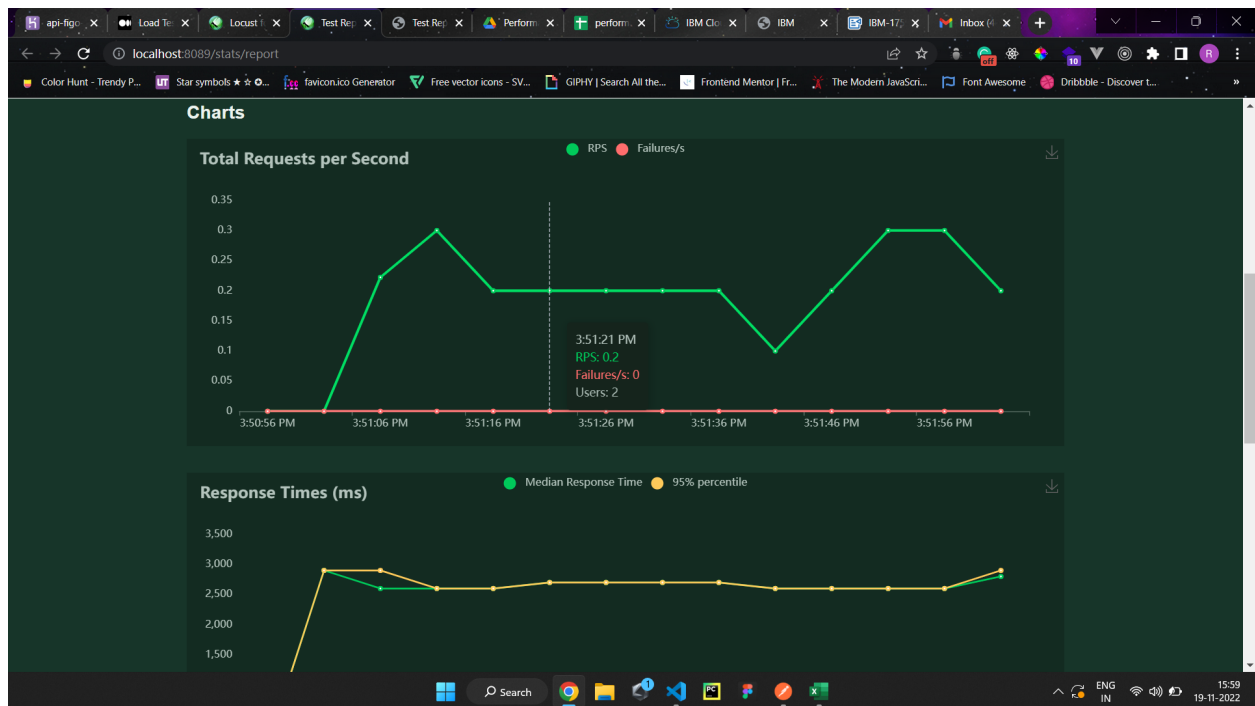 api-figo
Load Te
Locust f
Test Rep
Test Rep
Perform
perform.
IBM Clo
IBM
IBM-17
Inbox (4
localhost:8089/stats/report
off
10
R
Color Hunt - Trendy P...
UT
Star symbols ★ ☆ ✪...
favicon.ico Generator
Free vector icons - SV...
GIPHY | Search All the...
Frontend Mentor | Fr...
The Modern JavaScri...
Font Awesome
Dribbble - Discover t...
»
Charts
Total Requests per Second
RPS
Failures/s
0.35
0.3
0.25
0.2
0.15
0.1
0.05
0
3:51:21 PM
RPS: 0.2
Failures/s: 0
Users: 2
3:50:56 PM
3:51:06 PM
3:51:16 PM
3:51:26 PM
3:51:36 PM
3:51:46 PM
3:51:56 PM
Response Times (ms)
Median Response Time
95% percentile
3,500
3,000
2,500
2,000
1,500
Search
1
PC
ENG
IN
15:59
19-11-2022